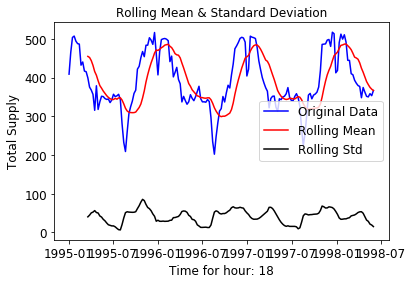 Rolling Mean & Standard Deviation
Total Supply
500
400
300
200
100
0
Original Data
Rolling Mean
Rolling Std
1995-01 1995-07 1996-01 1996-07 1997-01 1997-07 1998-01 1998-07
Time for hour: 18